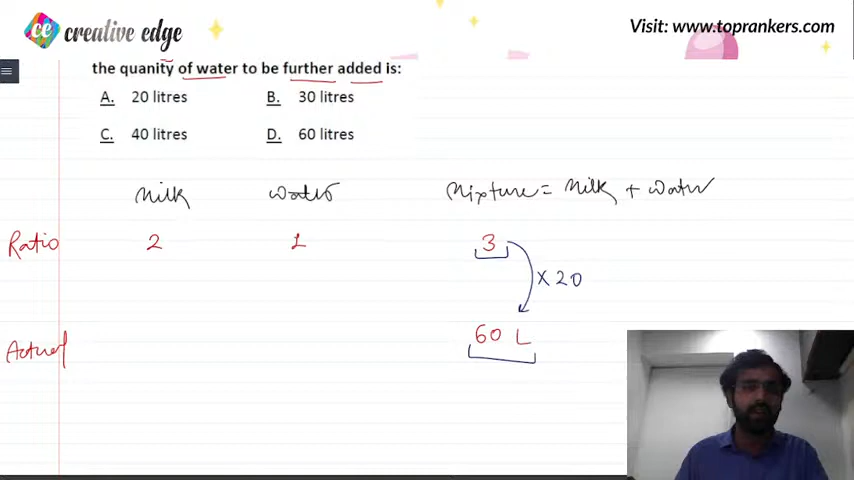 creative edge
Visit: www.toprankers.com
the quanity of water to be further added is:
A. 20 litres B. 30 litres
C. 40 litres D. 60 litres
Milk water Mixture = Milk + water
Ratio 2 1 3
X 20
Actual 60 L